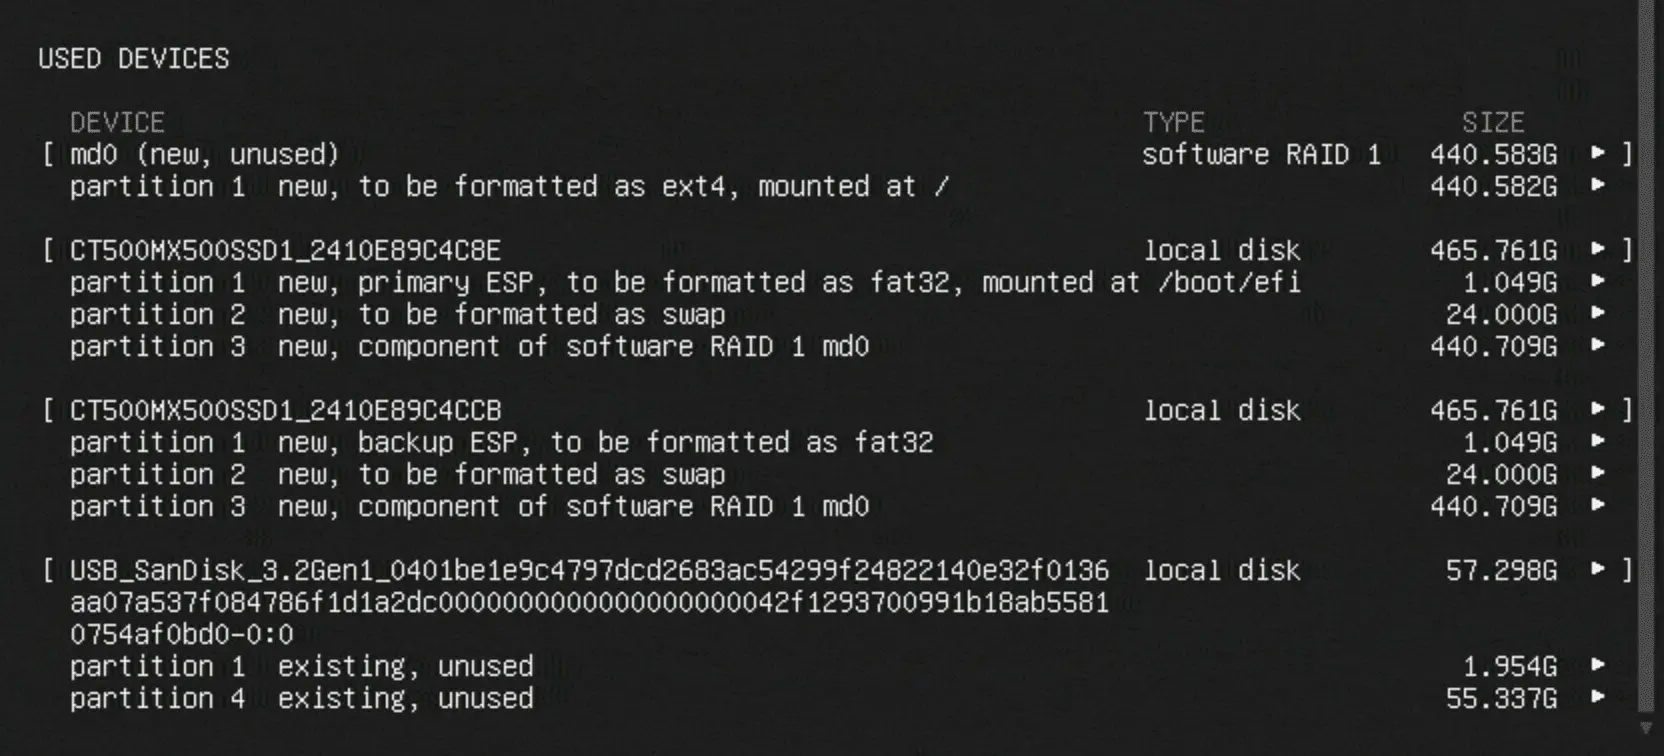 USED DEVICES
DEVICE TYPE SIZE
[ md0 (new, unused) software RAID 1 440.583G ▸ ]
partition 1 new, to be formatted as ext4, mounted at / 440.582G ▸
[ CT500MX500SSD1_2410E89C4C8E local disk 465.761G ▸ ]
partition 1 new, primary ESP, to be formatted as fat32, mounted at /boot/efi 1.049G ▸
partition 2 new, to be formatted as swap 24.000G ▸
partition 3 new, component of software RAID 1 md0 440.709G ▸
[ CT500MX500SSD1_2410E89C4CCB local disk 465.761G ▸ ]
partition 1 new, backup ESP, to be formatted as fat32 1.049G ▸
partition 2 new, to be formatted as swap 24.000G ▸
partition 3 new, component of software RAID 1 md0 440.709G ▸
[ USB_SanDisk_3.2Gen1_0401be1e9c4797dcd2683ac54299f24822140e32f0136 local disk 57.298G ▸ ]
aa07a537f084786f1d1a2dc00000000000000000000042f1293700991b18ab5581
0754af0bd0-0:0
partition 1 existing, unused 1.954G ▸
partition 4 existing, unused 55.337G ▸